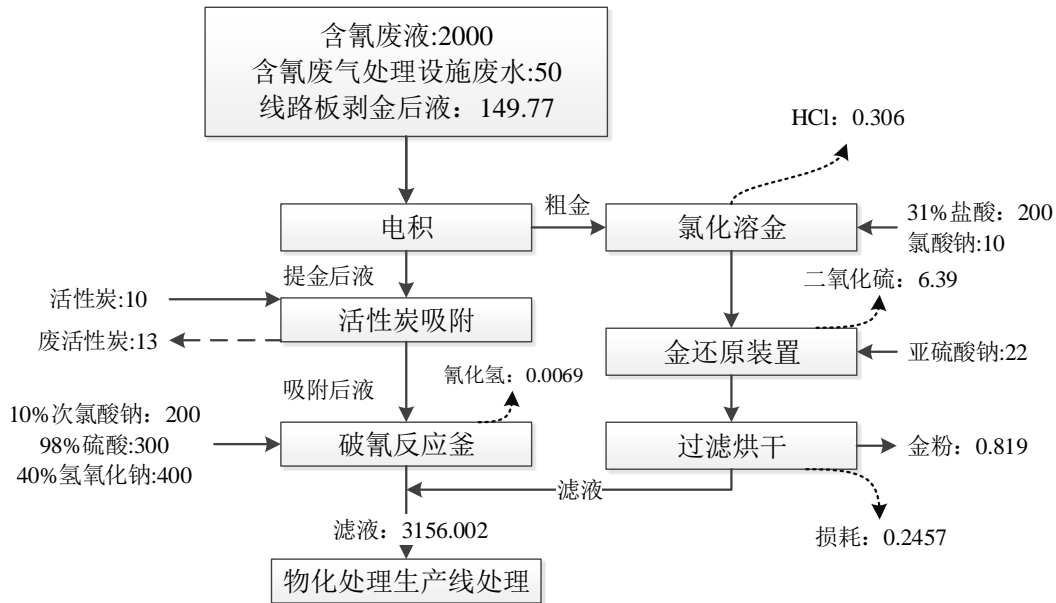 含氰废液:2000
含氰废气处理设施废水:50
线路板剥金后液：149.77
HCl：0.306
电积
粗金
氯化溶金
31%盐酸：200
氯酸钠:10
提金后液
二氧化硫：6.39
活性炭:10
活性炭吸附
废活性炭:13
金还原装置
亚硫酸钠:22
吸附后液
氰化氢：0.0069
10%次氯酸钠：200
98%硫酸:300
40%氢氧化钠:400
破氰反应釜
过滤烘干
金粉：0.819
滤液
滤液：3156.002
损耗：0.2457
物化处理生产线处理